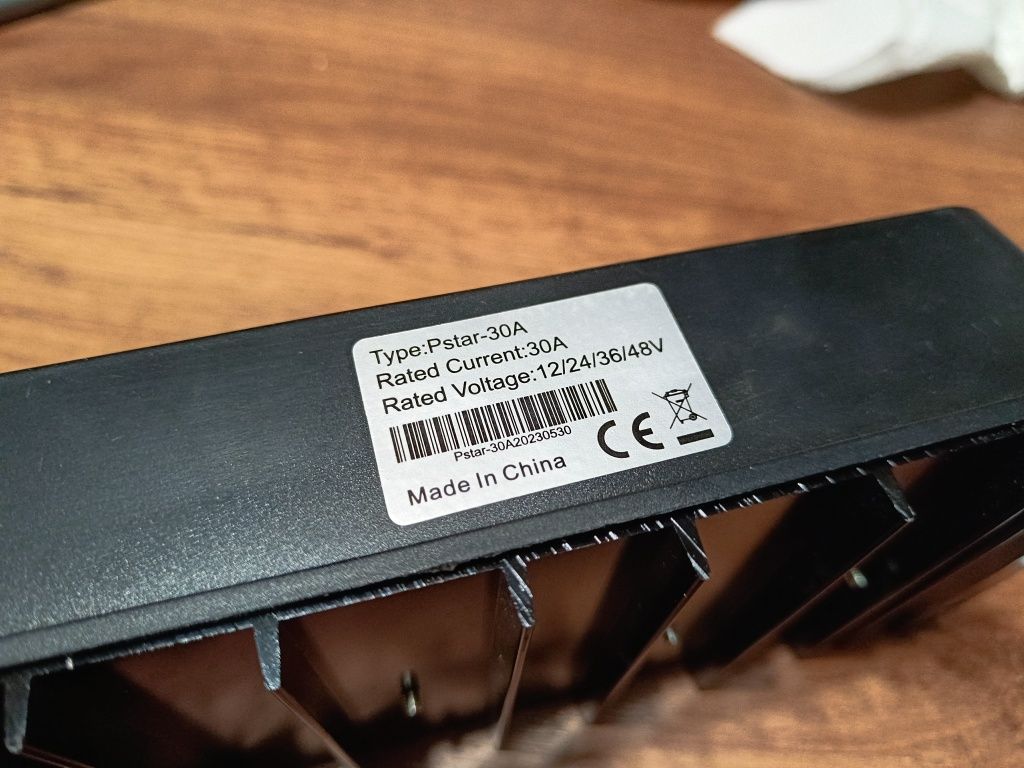 Type:Pstar-30A
Rated Current:30A
Rated Voltage:12/24/36/48V
Pstar-30A20230530
CE
Made In China